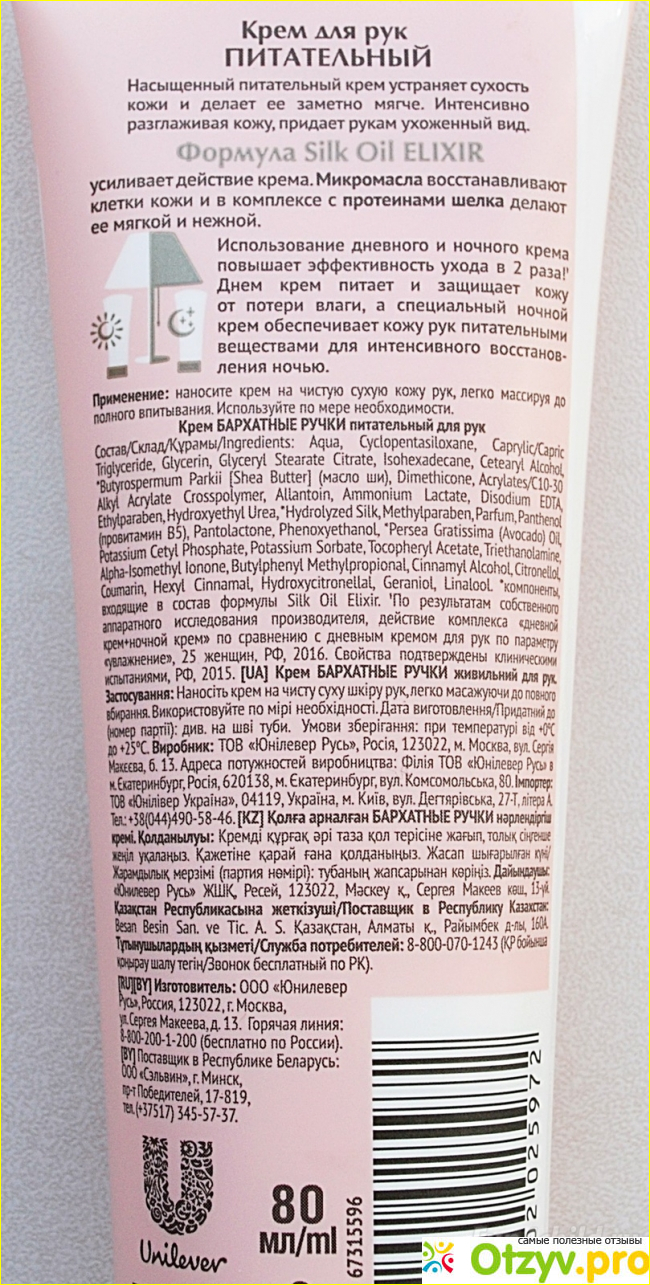 Крем для рук
ПИТАТЕЛЬНЫЙ
Насыщенный питательный крем устраняет сухость
кожи и делает ее заметно мягче. Интенсивно
разглаживая кожу, придает рукам ухоженный вид.
Формула Silk Oil ELIXIR
усиливает действие крема. Микромасла восстанавливают
клетки кожи и в комплексе с протеинами шелка делают
ее мягкой и нежной.
Использование дневного и ночного крема
повышает эффективность ухода в 2 раза!¹
Днем крем питает и защищает кожу
от потери влаги, а специальный ночной
крем обеспечивает кожу рук питательными
веществами для интенсивного восстанов-
ления ночью.
Применение: наносите крем на чистую сухую кожу рук, легко массируя до
полного впитывания. Используйте по мере необходимости.
Крем БАРХАТНЫЕ РУЧКИ питательный для рук
Состав/Склад/Құрамы/Ingredients: Aqua, Cyclopentasiloxane, Caprylic/Capric
Triglyceride, Glycerin, Glyceryl Stearate Citrate, Isohexadecane, Cetearyl Alcohol,
*Butyrospermum Parkii [Shea Butter] (масло ши), Dimethicone, Acrylates/C10-30
Alkyl Acrylate Crosspolymer, Allantoin, Ammonium Lactate, Disodium EDTA,
Ethylparaben, Hydroxyethyl Urea, *Hydrolyzed Silk, Methylparaben, Parfum, Panthenol
(провитамин B5), Pantolactone, Phenoxyethanol, *Persea Gratissima (Avocado) Oil,
Potassium Cetyl Phosphate, Potassium Sorbate, Tocopheryl Acetate, Triethanolamine,
Alpha-Isomethyl Ionone, Butylphenyl Methylpropional, Cinnamyl Alcohol, Citronellol,
Coumarin, Hexyl Cinnamal, Hydroxycitronellal, Geraniol, Linalool. *компоненты,
входящие в состав формулы Silk Oil Elixir. ¹По результатам собственного
аппаратного исследования производителя, действие комплекса «дневной
крем+ночной крем» по сравнению с дневным кремом для рук по параметру
«увлажнение», 25 женщин, РФ, 2016. Свойства подтверждены клиническими
испытаниями, РФ, 2015. [UA] Крем БАРХАТНЫЕ РУЧКИ живильний для рук.
Застосування: Наносіть крем на чисту суху шкіру рук, легко масажуючи до повного
вбирання. Використовуйте по мірі необхідності. Дата виготовлення/Придатний до
(номер партії): див. на шві туби. Умови зберігання: при температурі від +0°С
до +25°С. Виробник: ТОВ «Юнілевер Русь», Росія, 123022, м. Москва, вул. Сергія
Макеєва, б. 13. Адреса потужностей виробництва: Філія ТОВ «Юнілевер Русь» в
м. Єкатеринбург, Росія, 620138, м. Єкатеринбург, вул. Комсомольська, 80. Імпортер:
ТОВ «Юнілівер Україна», 04119, Україна, м. Київ, вул. Дегтярівська, 27-Т, літера А.
Тел.: +38(044)490-58-46. [KZ] Қолға арналған БАРХАТНЫЕ РУЧКИ нәрлендіргіш
кремі. Қолданылуы: Кремді құрғақ әрі таза қол терісіне жағып, толық сіңгенше
жеңіл уқалаңыз. Қажетіне қарай ғана қолданыңыз. Жасап шығарылған күні/
Жарамдылық мерзімі (партия нөмірі): тубаның жапсарынан көріңіз. Дайындаушы:
«Юнилевер Русь» ЖШҚ, Ресей, 123022, Мәскеу қ., Сергея Макеев көш., 13-үй.
Қазақстан Республикасына жеткізуші/Поставщик в Республику Казахстан:
Besan Besin San. ve Tic. A. S. Қазақстан, Алматы қ., Райымбек д-лы, 160А.
Тұтынушылардың қызметі/Служба потребителей: 8-800-070-1243 (ҚР бойынша
қоңырау шалу тегін/Звонок бесплатный по РК).
[RU][BY] Изготовитель: ООО «Юнилевер
Русь», Россия, 123022, г. Москва,
ул. Сергея Макеева, д. 13. Горячая линия:
8-800-200-1-200 (бесплатно по России).
[BY] Поставщик в Республике Беларусь:
ООО «Сэльвин», г. Минск,
пр-т Победителей, 17-819,
тел. (+37517) 345-57-37.
Unilever
80
мл/ml
67315596
025972
самые полезные отзывы
Otzyv.pro